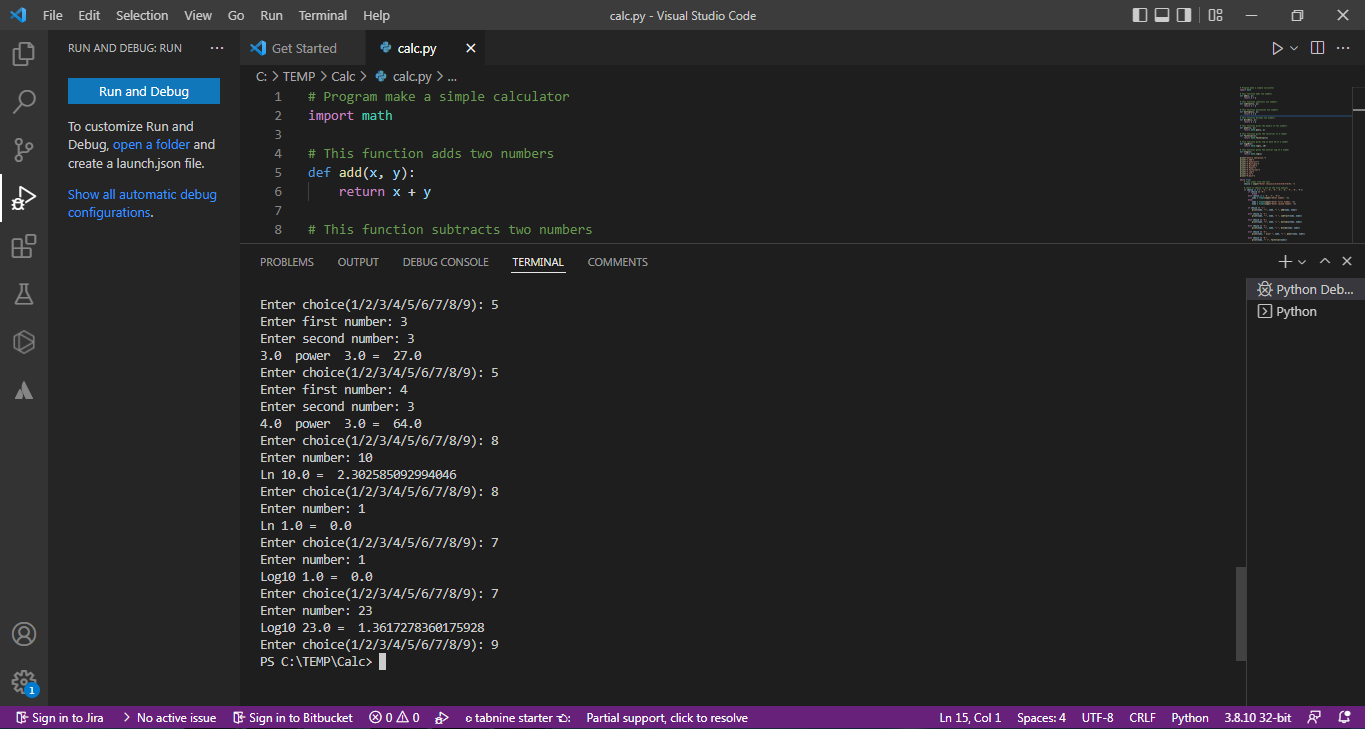 File Edit Selection View Go Run Terminal Help
calc.py - Visual Studio Code
RUN AND DEBUG: RUN
Run and Debug
To customize Run and
Debug, open a folder and
create a launch.json file.
Show all automatic debug
configurations.
Get Started
calc.py
C: > TEMP > Calc > calc.py > ...
1 # Program make a simple calculator
2 import math
3
4 # This function adds two numbers
5 def add(x, y):
6 return x + y
7
8 # This function subtracts two numbers
PROBLEMS OUTPUT DEBUG CONSOLE TERMINAL COMMENTS
Enter choice(1/2/3/4/5/6/7/8/9): 5
Enter first number: 3
Enter second number: 3
3.0  power  3.0 =  27.0
Enter choice(1/2/3/4/5/6/7/8/9): 5
Enter first number: 4
Enter second number: 3
4.0  power  3.0 =  64.0
Enter choice(1/2/3/4/5/6/7/8/9): 8
Enter number: 10
Ln 10.0 =  2.302585092994046
Enter choice(1/2/3/4/5/6/7/8/9): 8
Enter number: 1
Ln 1.0 =  0.0
Enter choice(1/2/3/4/5/6/7/8/9): 7
Enter number: 1
Log10 1.0 =  0.0
Enter choice(1/2/3/4/5/6/7/8/9): 7
Enter number: 23
Log10 23.0 =  1.3617278360175928
Enter choice(1/2/3/4/5/6/7/8/9): 9
PS C:\TEMP\Calc>
Python Deb...
Python
1
Sign in to Jira > No active issue Sign in to Bitbucket 0 0 tabnine starter Partial support, click to resolve
Ln 15, Col 1 Spaces: 4 UTF-8 CRLF Python 3.8.10 32-bit